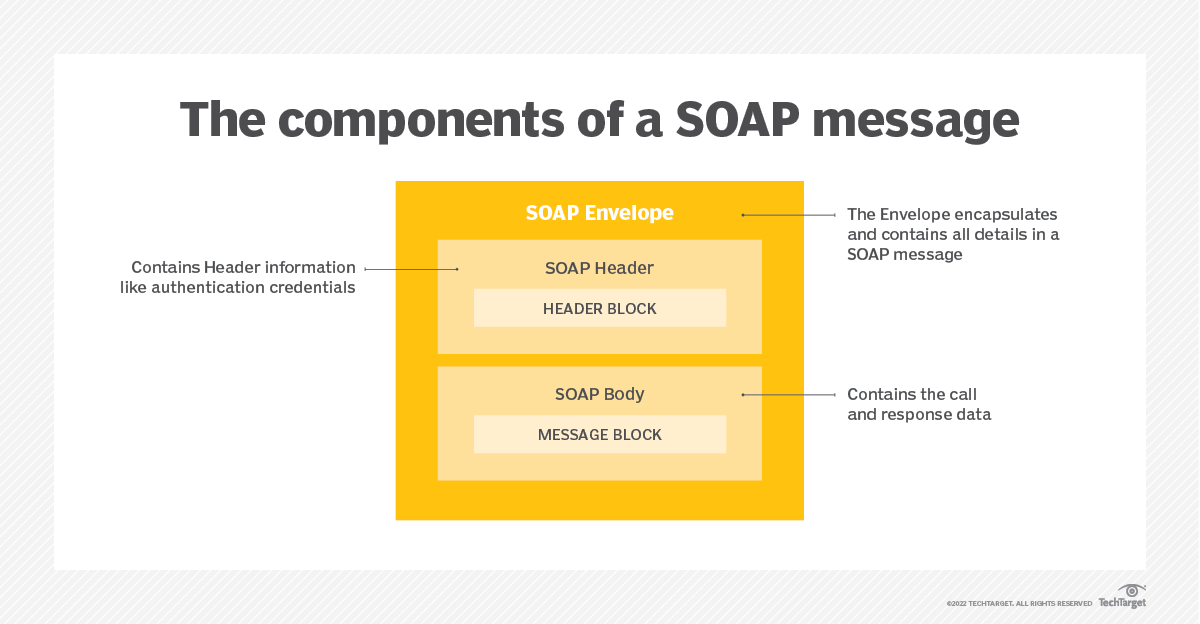 The components of a SOAP message
SOAP Envelope
The Envelope encapsulates
and contains all details in a
SOAP message
Contains Header information
like authentication credentials
SOAP Header
HEADER BLOCK
SOAP Body
Contains the call
and response data
MESSAGE BLOCK
©2022 TECHTARGET. ALL RIGHTS RESERVED
TechTarget